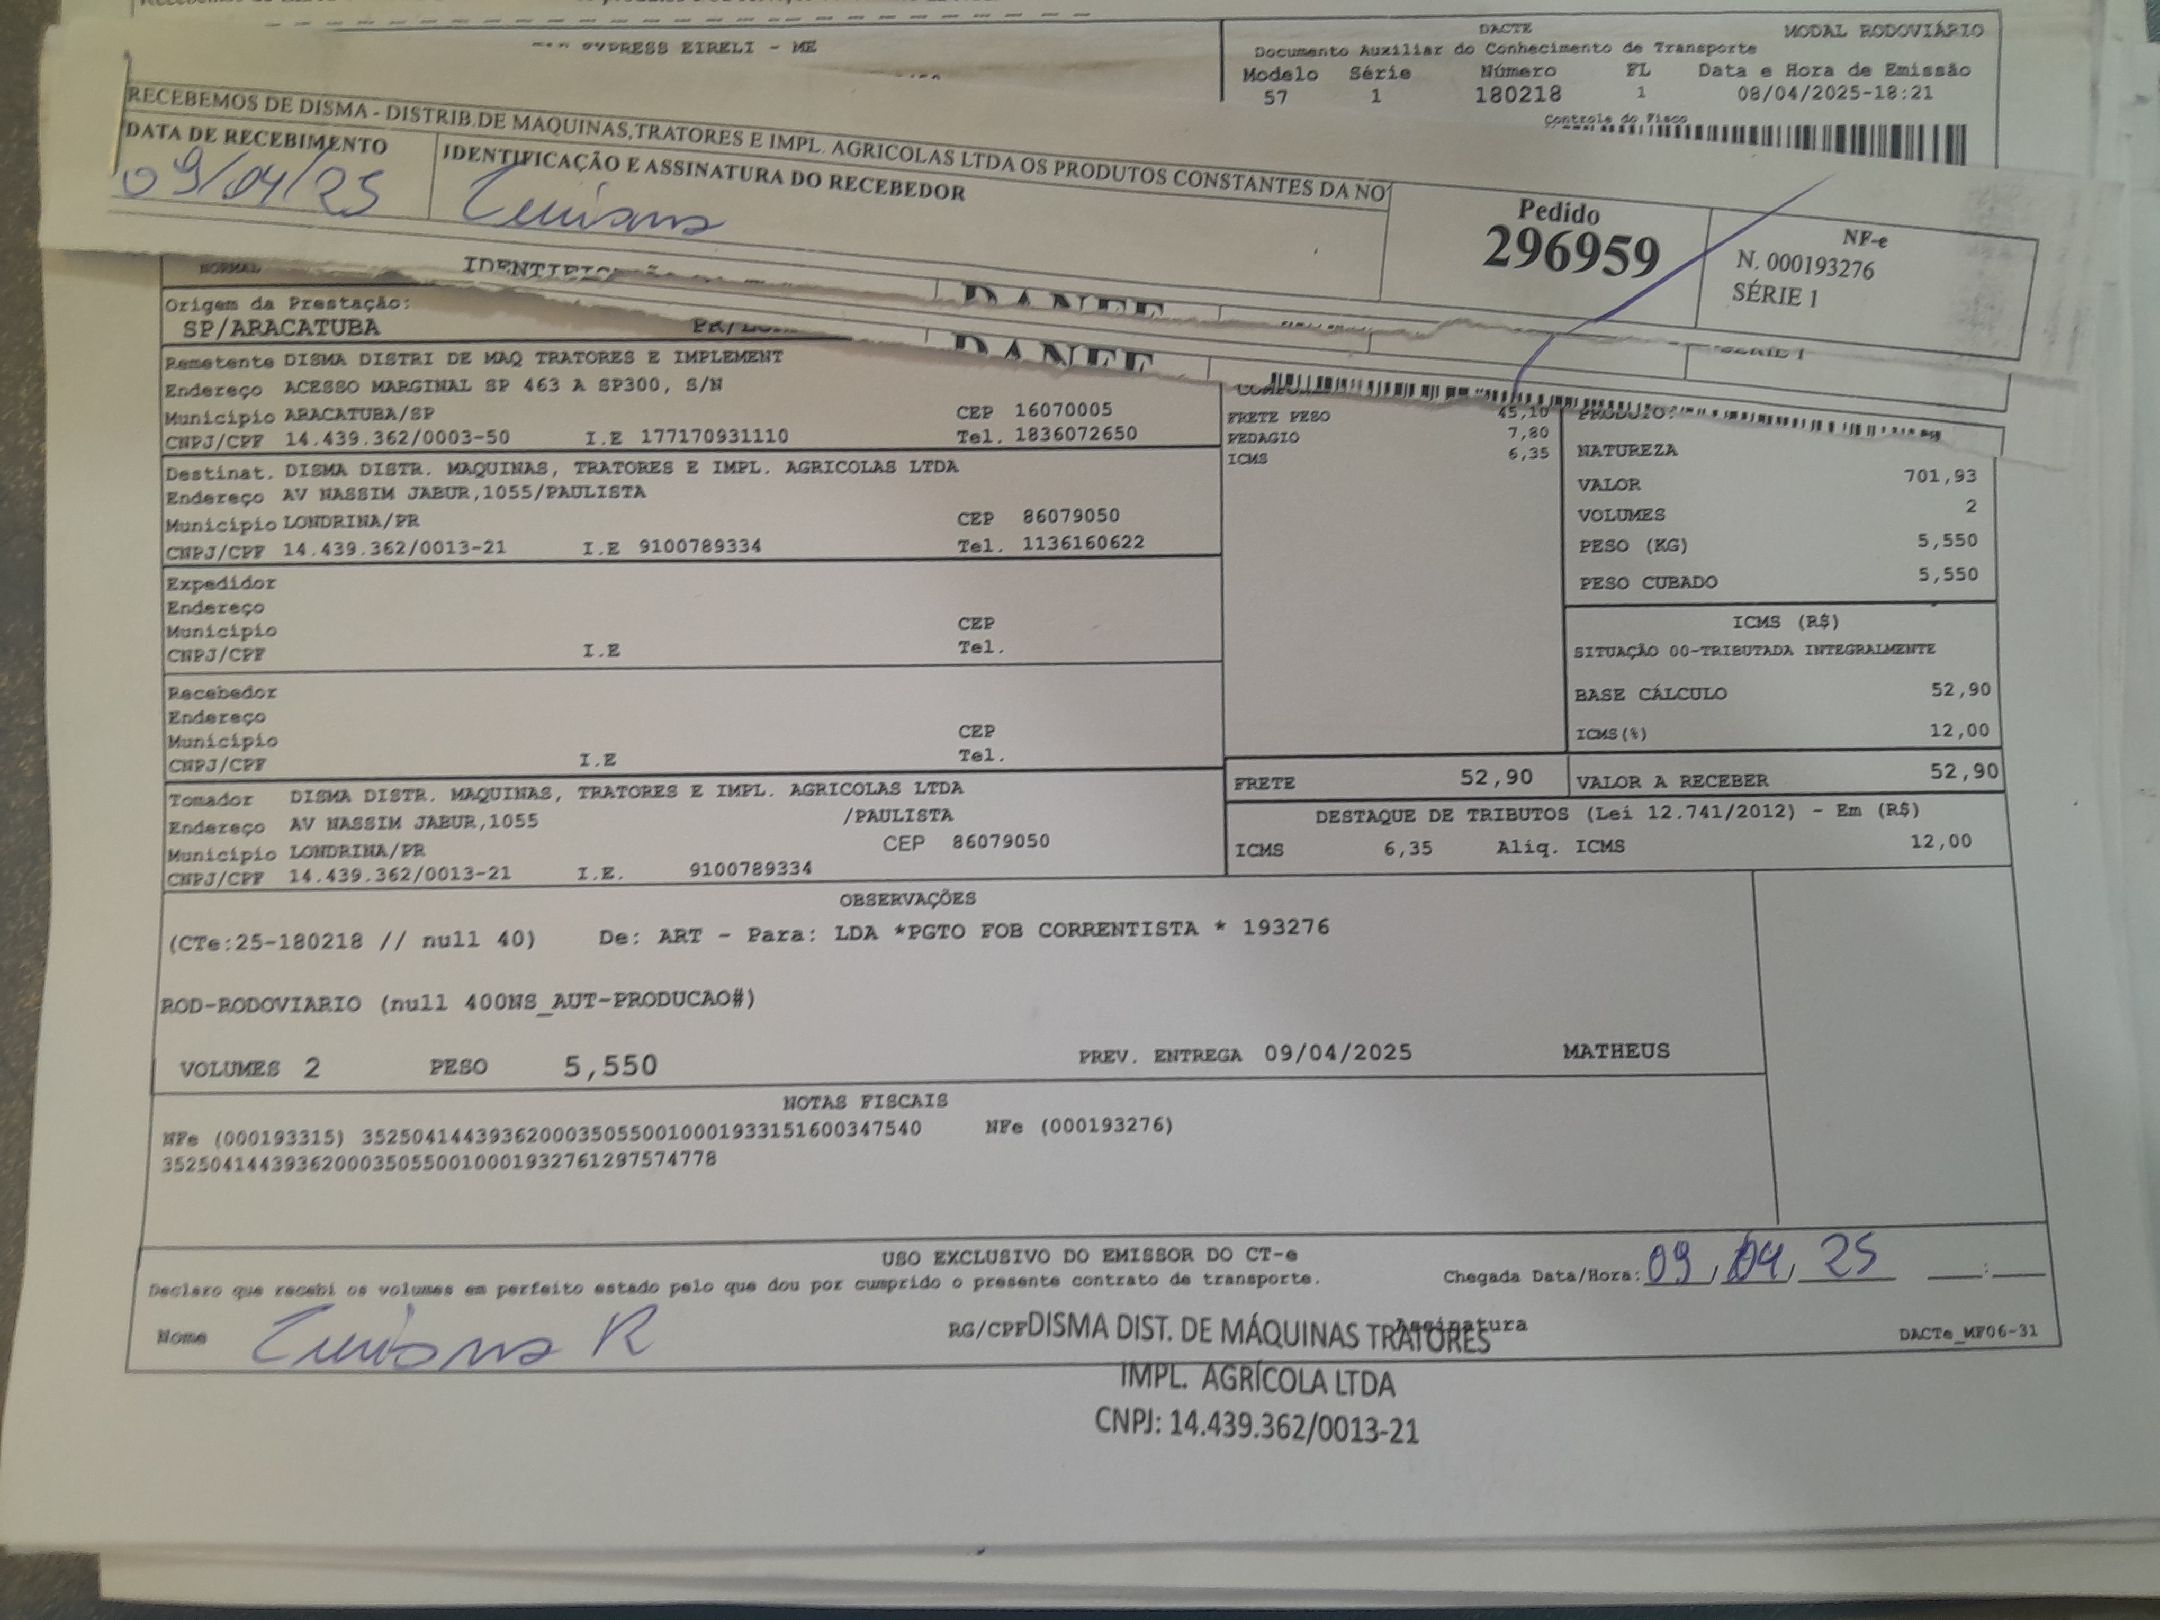 DACTE MODAL RODOVIÁRIO
EIRELI - ME
Documento Auxiliar do Conhecimento de Transporte
Modelo Série Número FL Data e Hora de Emissão
57 1 180218 1 08/04/2025-18:21
Controle do Fisco
RECEBEMOS DE DISMA - DISTRIB.DE MAQUINAS,TRATORES E IMPL. AGRICOLAS LTDA OS PRODUTOS CONSTANTES DA NO
DATA DE RECEBIMENTO IDENTIFICAÇÃO E ASSINATURA DO RECEBEDOR
09/04/25
Pedido
296959
NF-e
N. 000193276
SÉRIE 1
NORMAL
DANFE
Origem da Prestação:
SP/ARACATUBA
DANFE
SÉRIE 1
Remetente DISMA DISTRI DE MAQ TRATORES E IMPLEMENT
Endereço ACESSO MARGINAL SP 463 A SP300, S/N
Município ARACATUBA/SP CEP 16070005
CNPJ/CPF 14.439.362/0003-50 I.E 177170931110 Tel. 1836072650
FRETE PESO 45,10
PEDAGIO 7,80
ICMS 6,35
PRODUTO:
NATUREZA
VALOR 701,93
VOLUMES 2
PESO (KG) 5,550
PESO CUBADO 5,550
Destinat. DISMA DISTR. MAQUINAS, TRATORES E IMPL. AGRICOLAS LTDA
Endereço AV NASSIM JABUR,1055/PAULISTA
Município LONDRINA/PR CEP 86079050
CNPJ/CPF 14.439.362/0013-21 I.E 9100789334 Tel. 1136160622
Expedidor
Endereço
Município CEP
CNPJ/CPF I.E Tel.
ICMS (R$)
SITUAÇÃO 00-TRIBUTADA INTEGRALMENTE
BASE CÁLCULO 52,90
ICMS(%) 12,00
Recebedor
Endereço
Município CEP
CNPJ/CPF I.E Tel.
FRETE 52,90 VALOR A RECEBER 52,90
Tomador DISMA DISTR. MAQUINAS, TRATORES E IMPL. AGRICOLAS LTDA
Endereço AV NASSIM JABUR,1055 /PAULISTA
Município LONDRINA/PR CEP 86079050
CNPJ/CPF 14.439.362/0013-21 I.E. 9100789334
DESTAQUE DE TRIBUTOS (Lei 12.741/2012) - Em (R$)
ICMS 6,35 Aliq. ICMS 12,00
OBSERVAÇÕES
(CTe:25-180218 // null 40) De: ART - Para: LDA *PGTO FOB CORRENTISTA * 193276
ROD-RODOVIARIO (null 400NS_AUT-PRODUCAO#)
VOLUMES 2 PESO 5,550 PREV. ENTREGA 09/04/2025 MATHEUS
NOTAS FISCAIS
NFe (000193315) 35250414439362000350550010001933151600347540 NFe (000193276)
35250414439362000350550010001932761297574778
USO EXCLUSIVO DO EMISSOR DO CT-e
Declaro que recebi os volumes em perfeito estado pelo que dou por cumprido o presente contrato de transporte. Chegada Data/Hora: 09/04/25 __:__
Nome RG/CPF Assinatura DACTe_MF06-31
DISMA DIST. DE MÁQUINAS TRATORES
IMPL. AGRÍCOLA LTDA
CNPJ: 14.439.362/0013-21